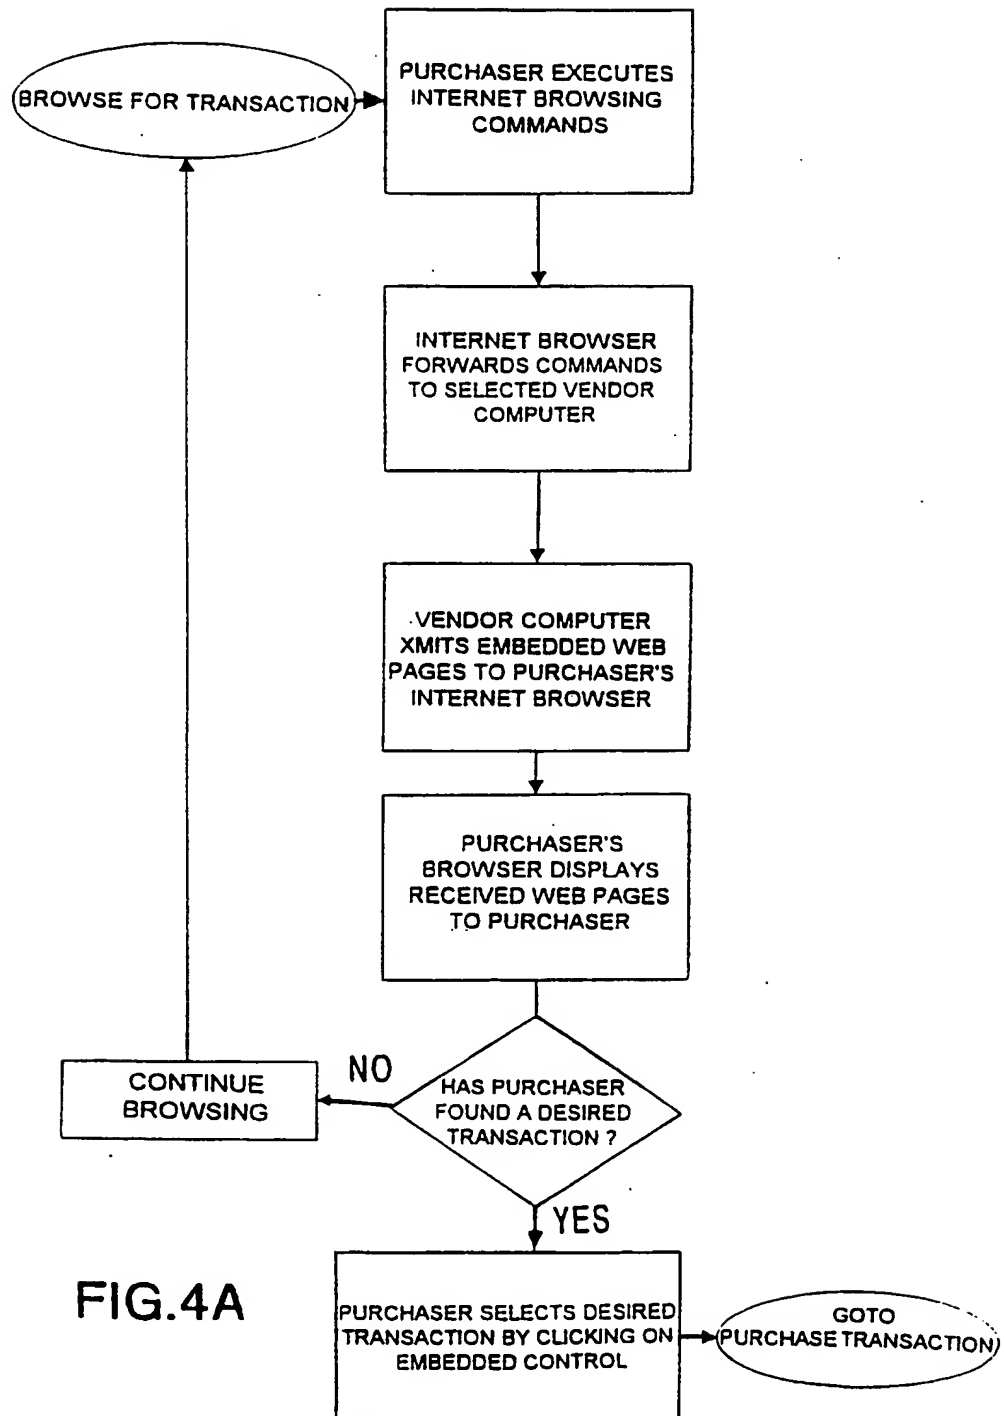 BROWSE FOR TRANSACTION
PURCHASER EXECUTES
INTERNET BROWSING
COMMANDS
INTERNET BROWSER
FORWARDS COMMANDS
TO SELECTED VENDOR
COMPUTER
VENDOR COMPUTER
XMITS EMBEDDED WEB
PAGES TO PURCHASER'S
INTERNET BROWSER
PURCHASER'S
BROWSER DISPLAYS
RECEIVED WEB PAGES
TO PURCHASER
HAS PURCHASER
FOUND A DESIRED
TRANSACTION ?
NO
CONTINUE
BROWSING
YES
PURCHASER SELECTS DESIRED
TRANSACTION BY CLICKING ON
EMBEDDED CONTROL
GOTO
PURCHASE TRANSACTION
FIG.4A